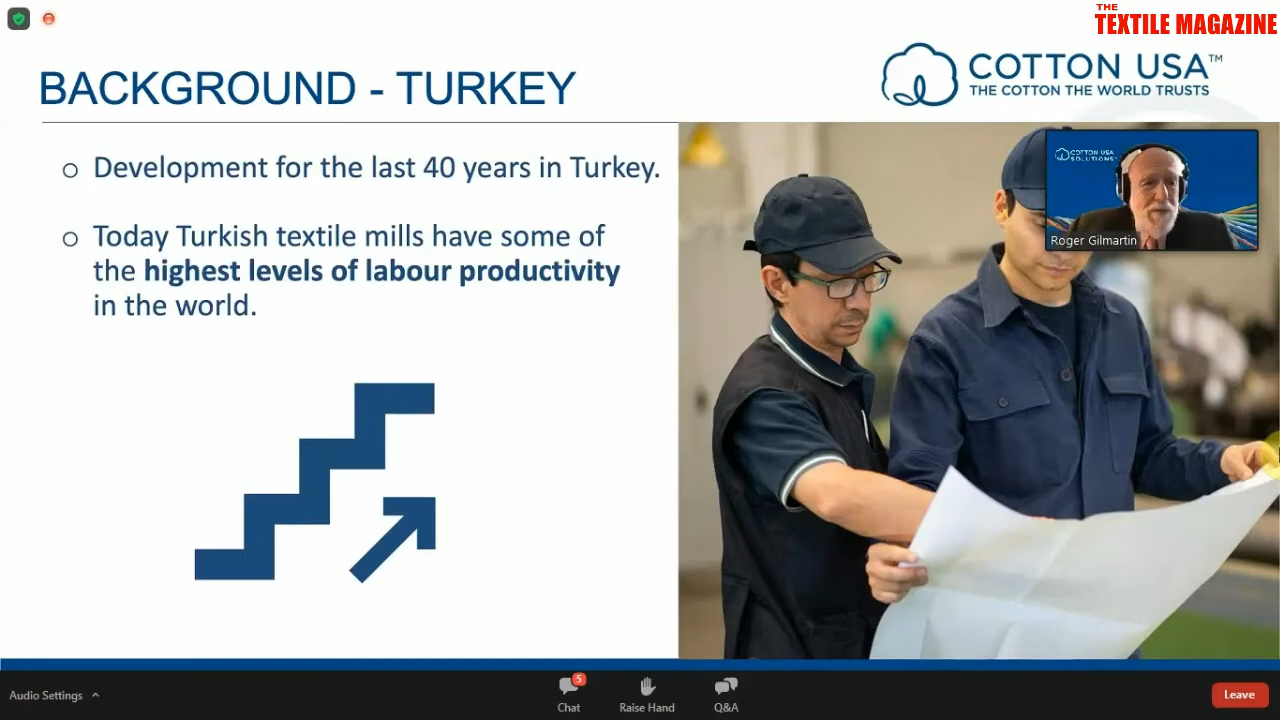 THE
TEXTILE MAGAZINE
BACKGROUND - TURKEY
COTTON USA™
THE COTTON THE WORLD TRUSTS
○ Development for the last 40 years in Turkey.
○ Today Turkish textile mills have some of
the highest levels of labour productivity
in the world.
COTTON USA
SOLUTIONS
Roger Gilmartin
Audio Settings
5
Chat
Raise Hand
Q&A
Leave